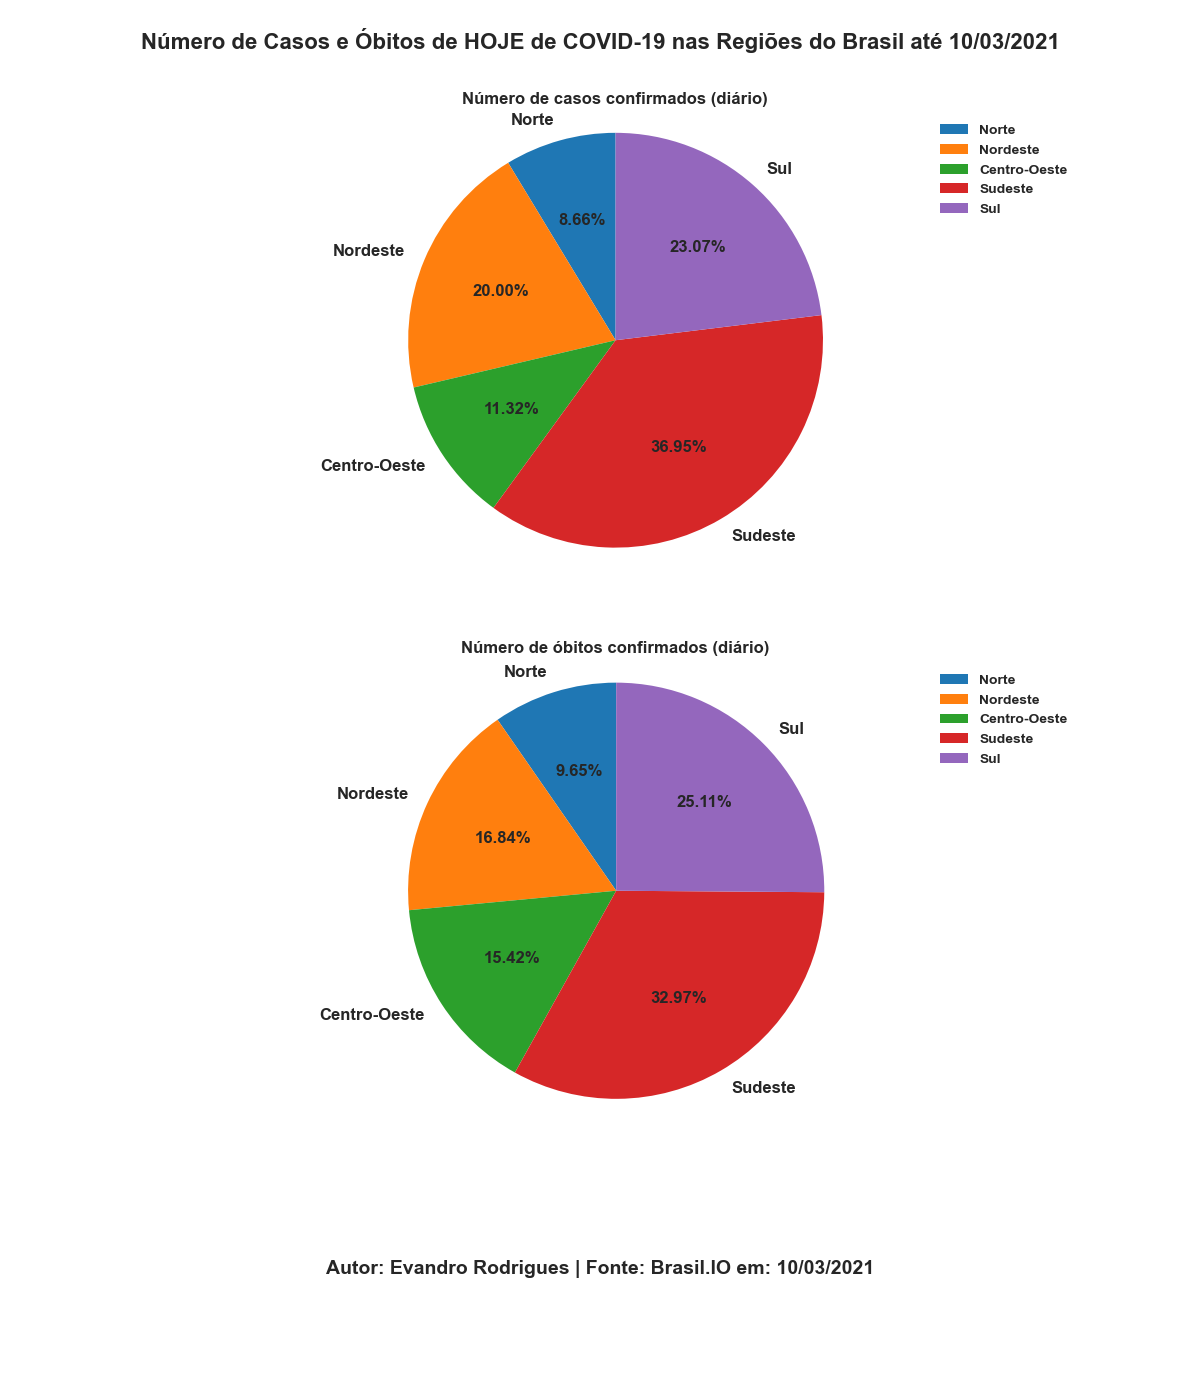 Número de Casos e Óbitos de HOJE de COVID-19 nas Regiões do Brasil até 10/03/2021
Número de casos confirmados (diário)
Norte
Nordeste
Centro-Oeste
Sudeste
Sul
8.66%
20.00%
11.32%
36.95%
23.07%
Norte
Nordeste
Centro-Oeste
Sudeste
Sul
Número de óbitos confirmados (diário)
Norte
Nordeste
Centro-Oeste
Sudeste
Sul
9.65%
16.84%
15.42%
32.97%
25.11%
Norte
Nordeste
Centro-Oeste
Sudeste
Sul
Autor: Evandro Rodrigues | Fonte: Brasil.IO em: 10/03/2021